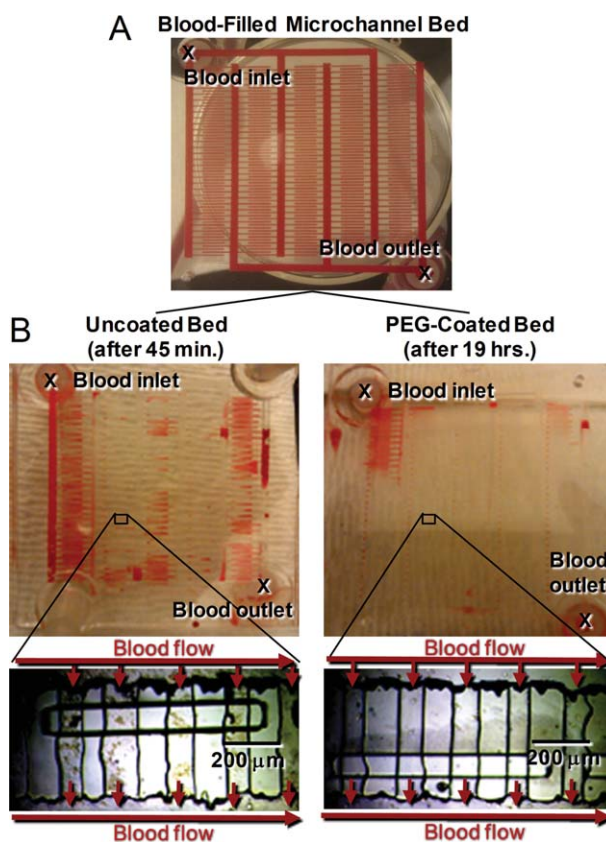 A
Blood-Filled Microchannel Bed
X
Blood inlet
Blood outlet
X
B
Uncoated Bed
(after 45 min.)
X Blood inlet
X
Blood outlet
Blood flow
200 µm
Blood flow
PEG-Coated Bed
(after 19 hrs.)
X Blood inlet
Blood
outlet
X
Blood flow
200 µm
Blood flow